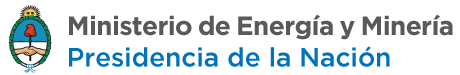 Ministerio de Energía y Minería
Presidencia de la Nación